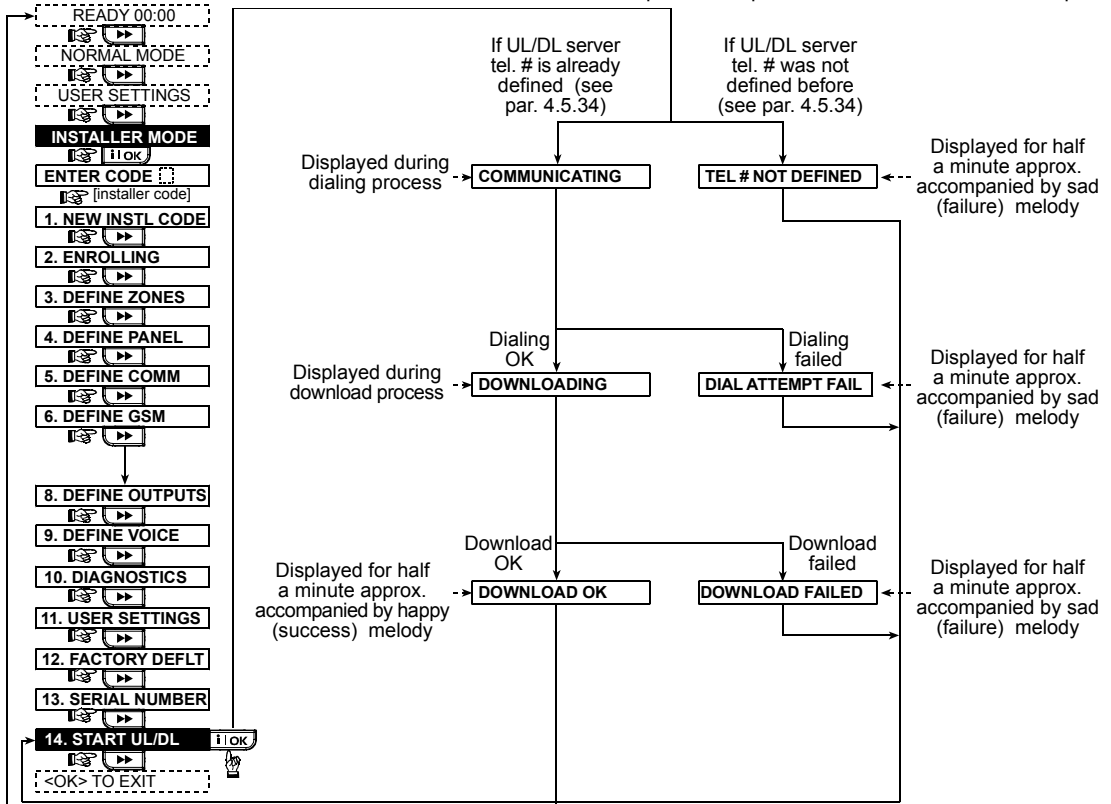 READY 00:00
NORMAL MODE
USER SETTINGS
INSTALLER MODE
i OK
ENTER CODE
[installer code]
1. NEW INSTL CODE
2. ENROLLING
3. DEFINE ZONES
4. DEFINE PANEL
5. DEFINE COMM
6. DEFINE GSM
8. DEFINE OUTPUTS
9. DEFINE VOICE
10. DIAGNOSTICS
11. USER SETTINGS
12. FACTORY DEFLT
13. SERIAL NUMBER
14. START UL/DL
i OK
<OK> TO EXIT
If UL/DL server
tel. # is already
defined (see
par. 4.5.34)
If UL/DL server
tel. # was not
defined before
(see par. 4.5.34)
Displayed during
dialing process
COMMUNICATING
TEL # NOT DEFINED
Displayed for half
a minute approx.
accompanied by sad
(failure) melody
Dialing
OK
Dialing
failed
Displayed during
download process
DOWNLOADING
DIAL ATTEMPT FAIL
Displayed for half
a minute approx.
accompanied by sad
(failure) melody
Download
OK
Download
failed
Displayed for half
a minute approx.
accompanied by happy
(success) melody
DOWNLOAD OK
DOWNLOAD FAILED
Displayed for half
a minute approx.
accompanied by sad
(failure) melody